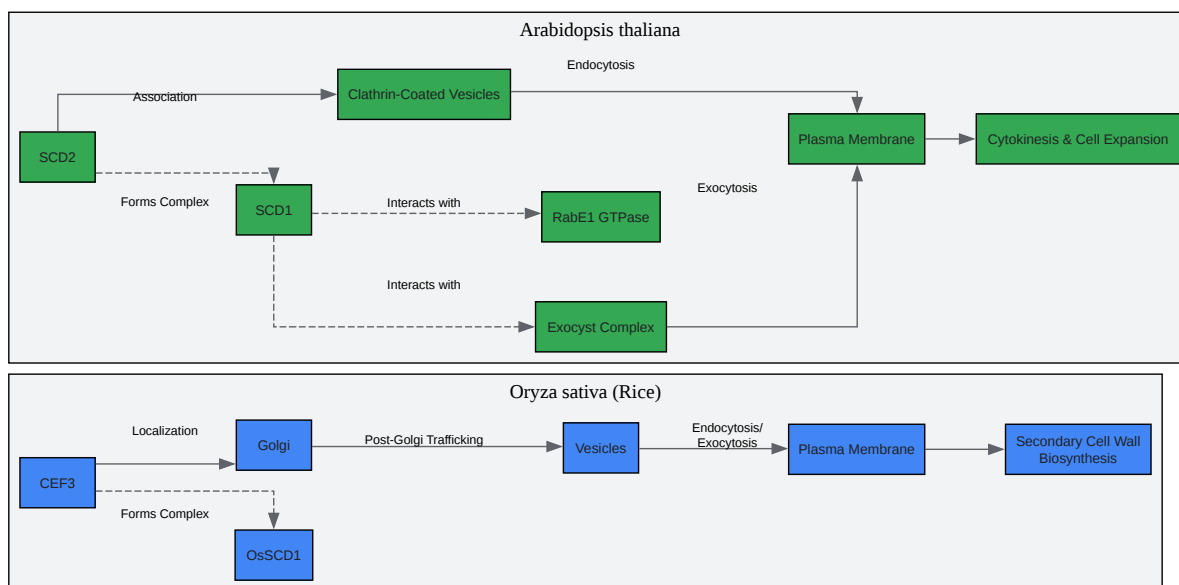 Arabidopsis thaliana
Endocytosis
Association
Clathrin-Coated Vesicles
Plasma Membrane
Cytokinesis & Cell Expansion
SCD2
Exocytosis
Forms Complex
SCD1
Interacts with
RabE1 GTPase
Interacts with
Exocyst Complex
Oryza sativa (Rice)
Localization
Golgi
Post-Golgi Trafficking
Vesicles
Endocytosis/
Exocytosis
Plasma Membrane
Secondary Cell Wall
Biosynthesis
CEF3
Forms Complex
OsSCD1